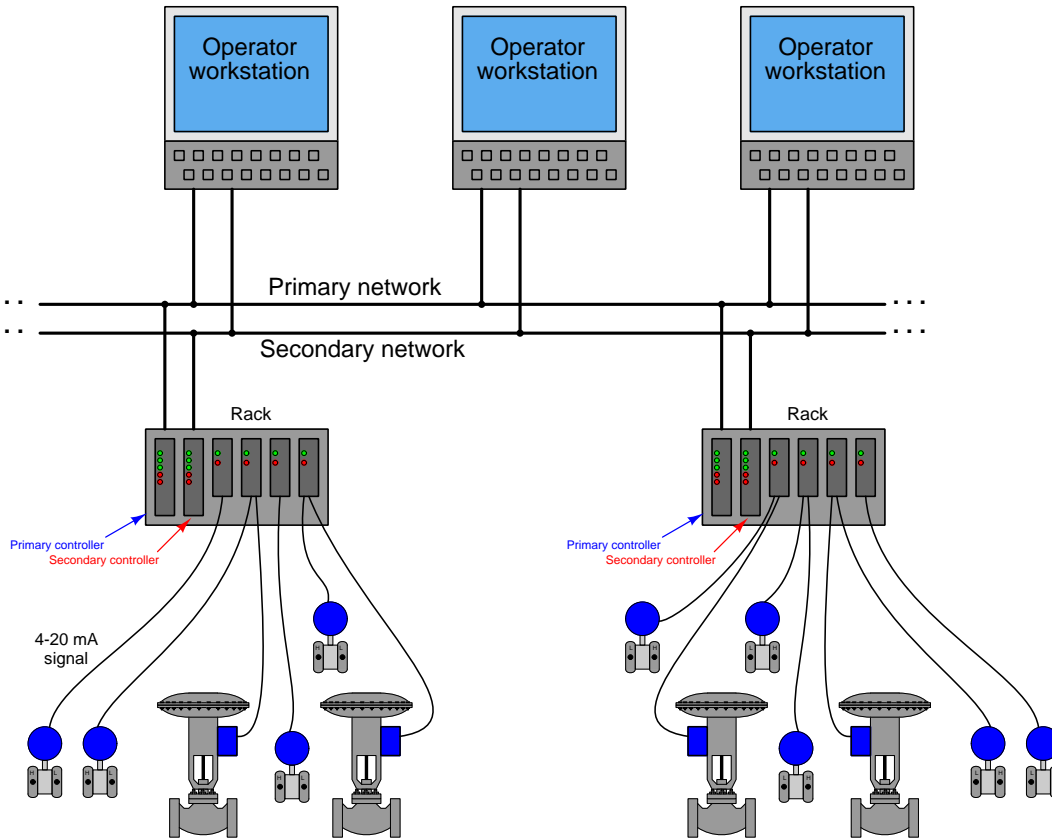 Operator
workstation
Operator
workstation
Operator
workstation
Primary network
. .
. . .
. .
. . .
Secondary network
Rack
Rack
Primary controller
Secondary controller
Primary controller
Secondary controller
4-20 mA
signal
H L
L H
L H
H L
H L
H L
L H
H L
H L